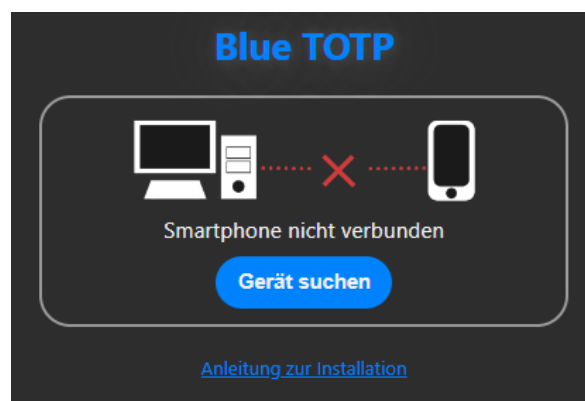 Blue TOTP
Smartphone nicht verbunden
Gerät suchen
Anleitung zur Installation